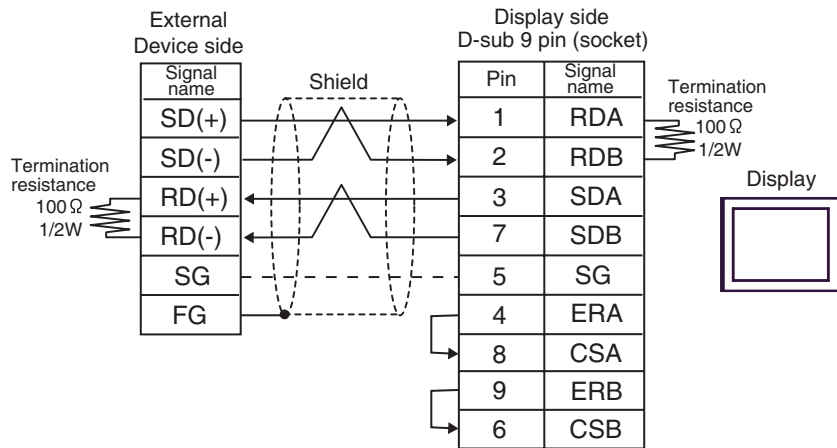 External
Device side
Display side
D-sub 9 pin (socket)
Signal
name
Shield
Pin
Signal
name
Termination
resistance
100 Ω
1/2W
SD(+)
1
RDA
SD(-)
2
RDB
Termination
resistance
100 Ω
1/2W
RD(+)
3
SDA
Display
RD(-)
7
SDB
SG
5
SG
FG
4
ERA
8
CSA
9
ERB
6
CSB